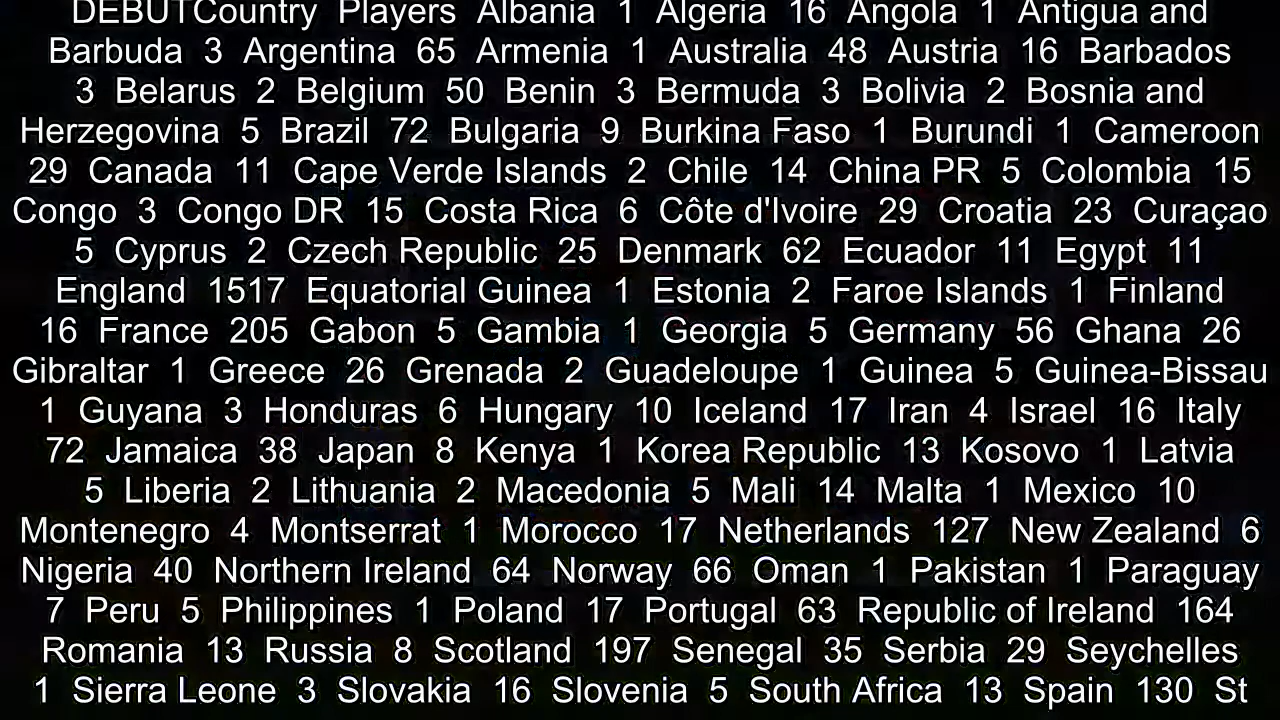 DEBUTCountry Players Albania 1 Algeria 16 Angola 1 Antigua and
Barbuda 3 Argentina 65 Armenia 1 Australia 48 Austria 16 Barbados
3 Belarus 2 Belgium 50 Benin 3 Bermuda 3 Bolivia 2 Bosnia and
Herzegovina 5 Brazil 72 Bulgaria 9 Burkina Faso 1 Burundi 1 Cameroon
29 Canada 11 Cape Verde Islands 2 Chile 14 China PR 5 Colombia 15
Congo 3 Congo DR 15 Costa Rica 6 Côte d'Ivoire 29 Croatia 23 Curaçao
5 Cyprus 2 Czech Republic 25 Denmark 62 Ecuador 11 Egypt 11
England 1517 Equatorial Guinea 1 Estonia 2 Faroe Islands 1 Finland
16 France 205 Gabon 5 Gambia 1 Georgia 5 Germany 56 Ghana 26
Gibraltar 1 Greece 26 Grenada 2 Guadeloupe 1 Guinea 5 Guinea-Bissau
1 Guyana 3 Honduras 6 Hungary 10 Iceland 17 Iran 4 Israel 16 Italy
72 Jamaica 38 Japan 8 Kenya 1 Korea Republic 13 Kosovo 1 Latvia
5 Liberia 2 Lithuania 2 Macedonia 5 Mali 14 Malta 1 Mexico 10
Montenegro 4 Montserrat 1 Morocco 17 Netherlands 127 New Zealand 6
Nigeria 40 Northern Ireland 64 Norway 66 Oman 1 Pakistan 1 Paraguay
7 Peru 5 Philippines 1 Poland 17 Portugal 63 Republic of Ireland 164
Romania 13 Russia 8 Scotland 197 Senegal 35 Serbia 29 Seychelles
1 Sierra Leone 3 Slovakia 16 Slovenia 5 South Africa 13 Spain 130 St